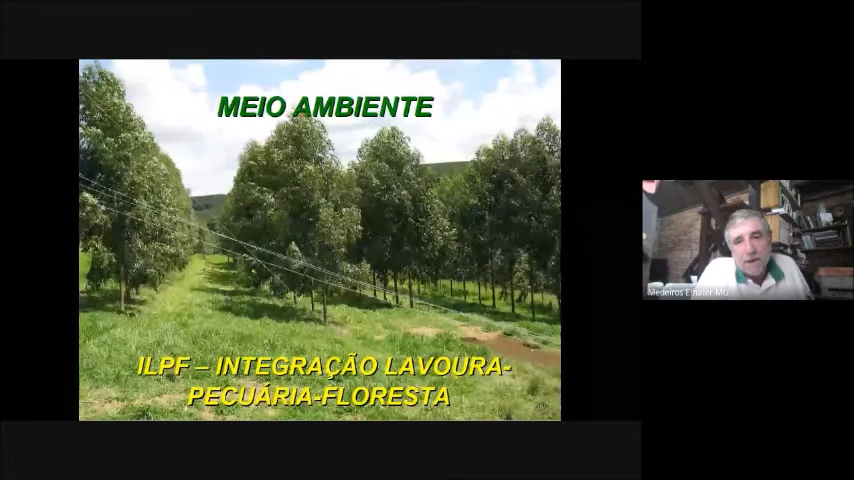 MEIO AMBIENTE
ILPF – INTEGRAÇÃO LAVOURA-
PECUÁRIA-FLORESTA
Medeiros Emater-MG